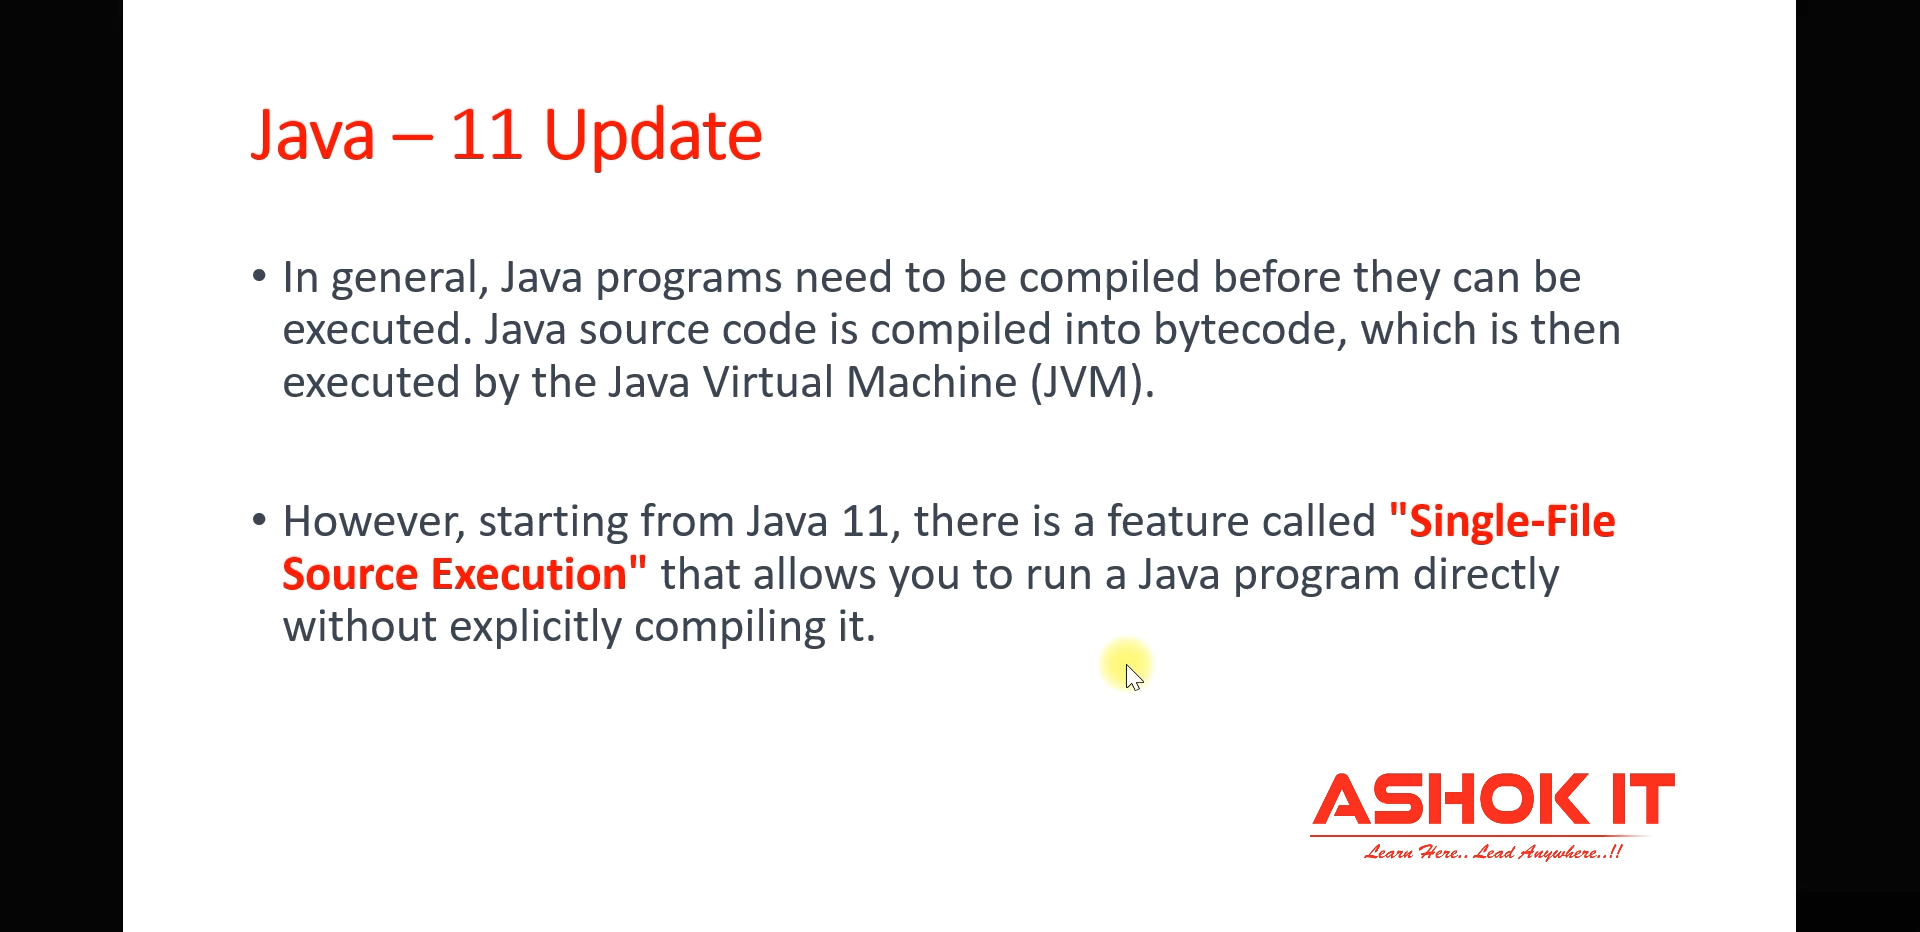 Java – 11 Update
• In general, Java programs need to be compiled before they can be
executed. Java source code is compiled into bytecode, which is then
executed by the Java Virtual Machine (JVM).
• However, starting from Java 11, there is a feature called "Single-File
Source Execution" that allows you to run a Java program directly
without explicitly compiling it.
ASHOK IT
Learn Here.. Lead Anywhere..!!